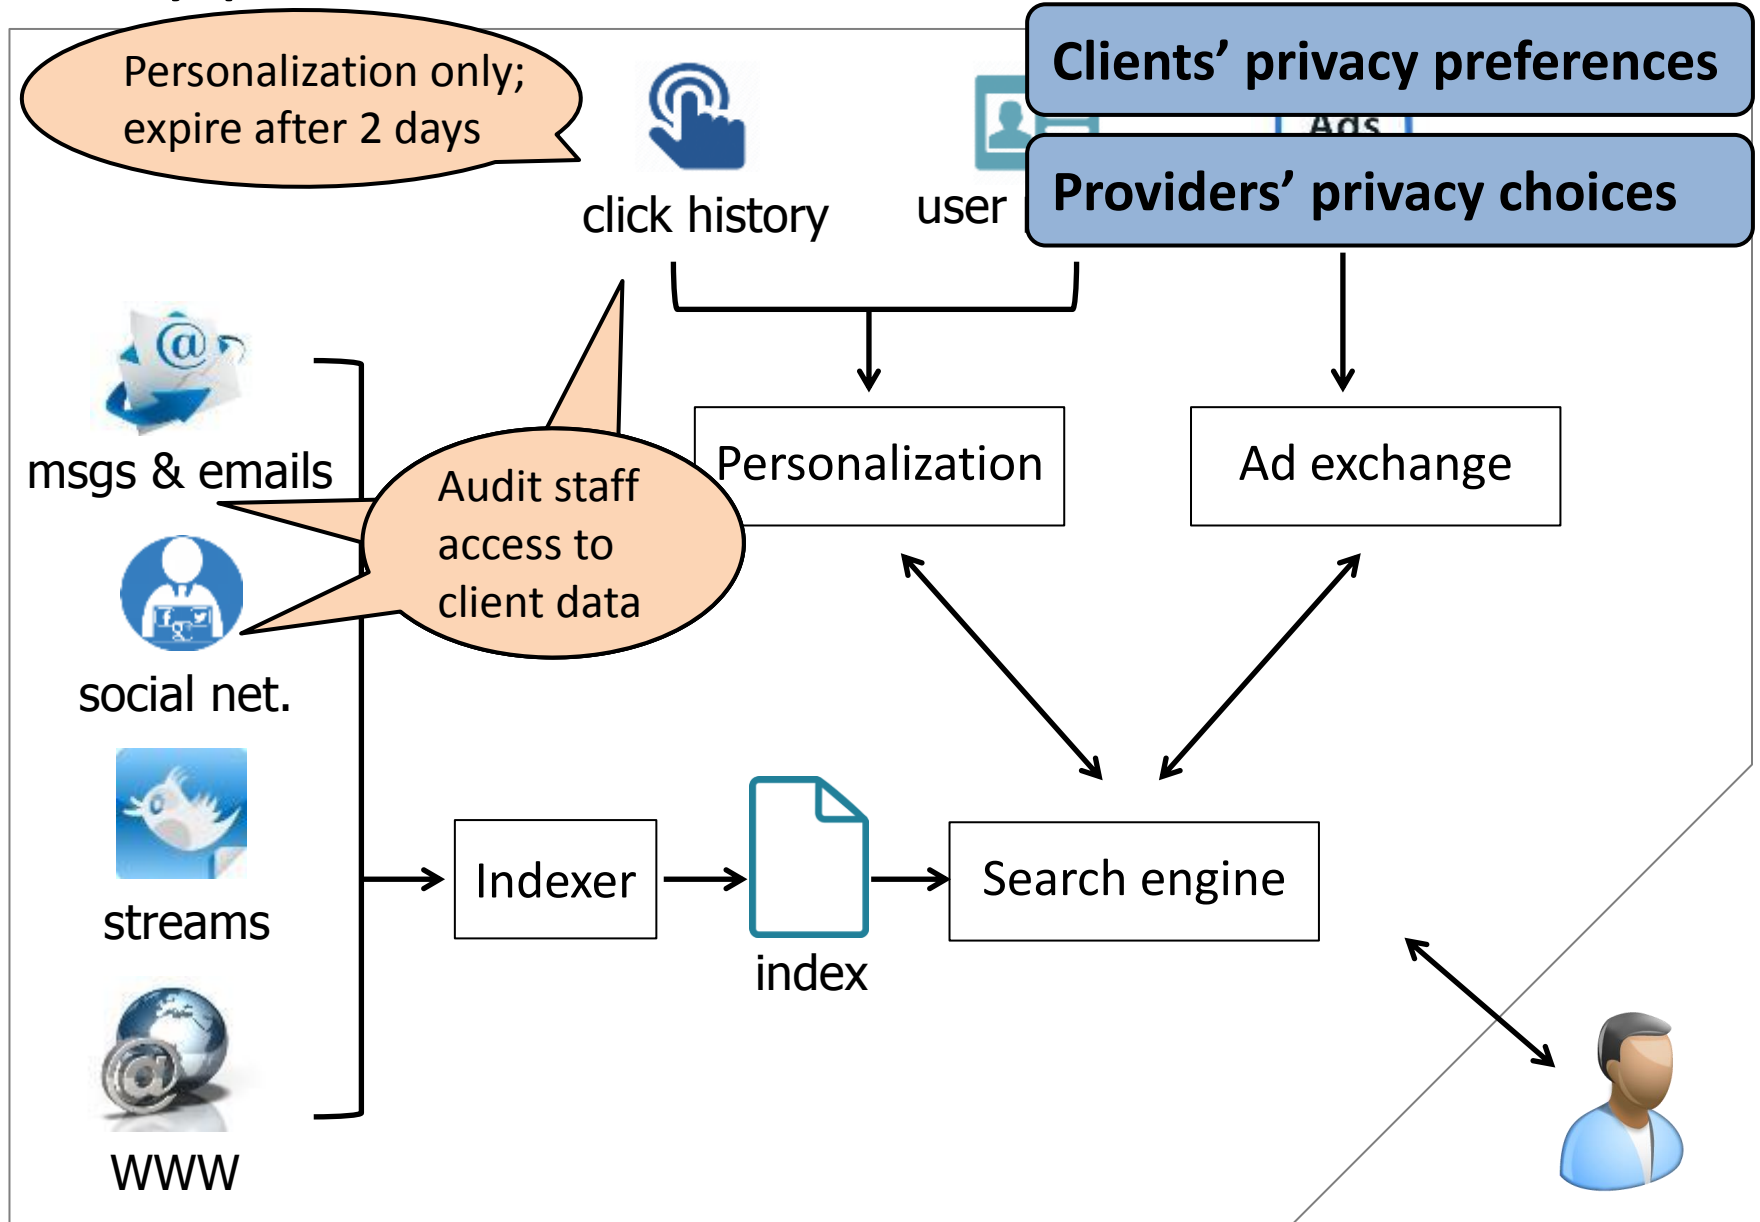 Personalization only;
expire after 2 days
Clients’ privacy preferences
Ads
Providers’ privacy choices
click history
user
msgs & emails
Audit staff
access to
client data
Personalization
Ad exchange
social net.
streams
Indexer
index
Search engine
WWW